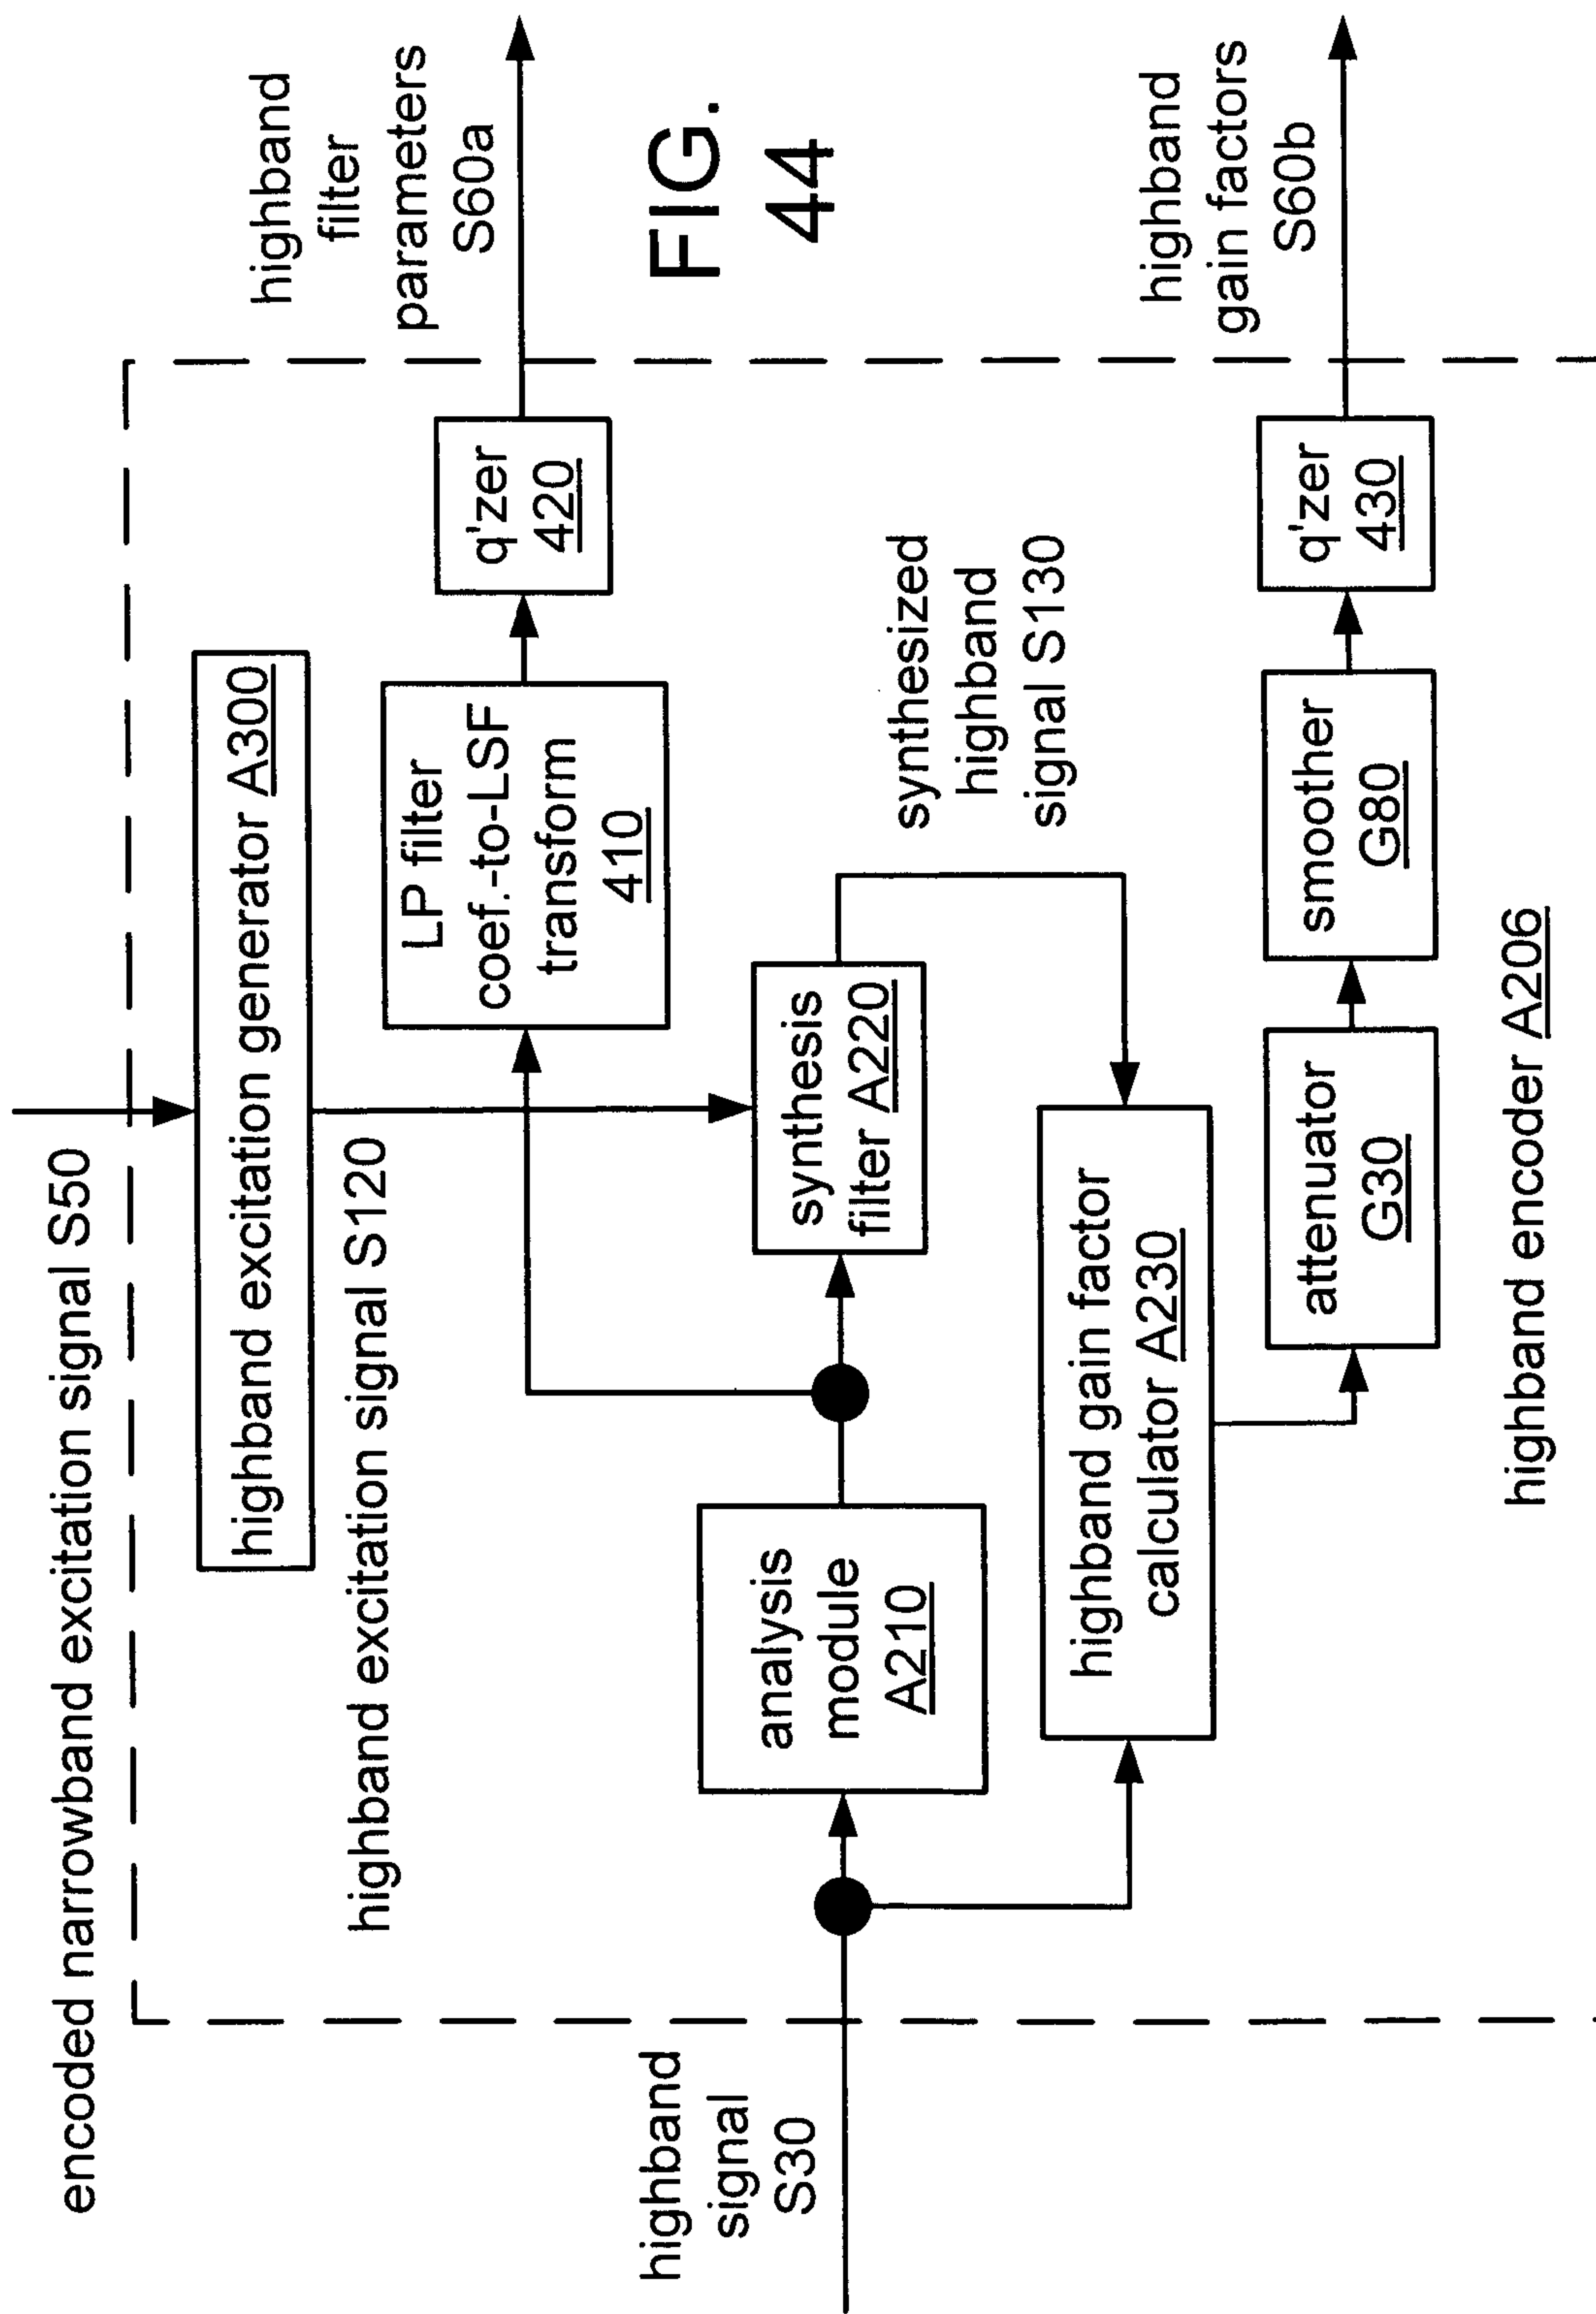 encoded narrowband excitation signal S50
highband excitation generator A300
highband excitation signal S120
highband
filter
parameters
S60a
LP filter
coef.-to-LSF
transform
410
q'zer
420
FIG.
44
highband
signal
S30
analysis
module
A210
synthesis
filter A220
synthesized
highband
signal S130
highband gain factor
calculator A230
attenuator
G30
smoother
G80
q'zer
430
highband
gain factors
S60b
highband encoder A206